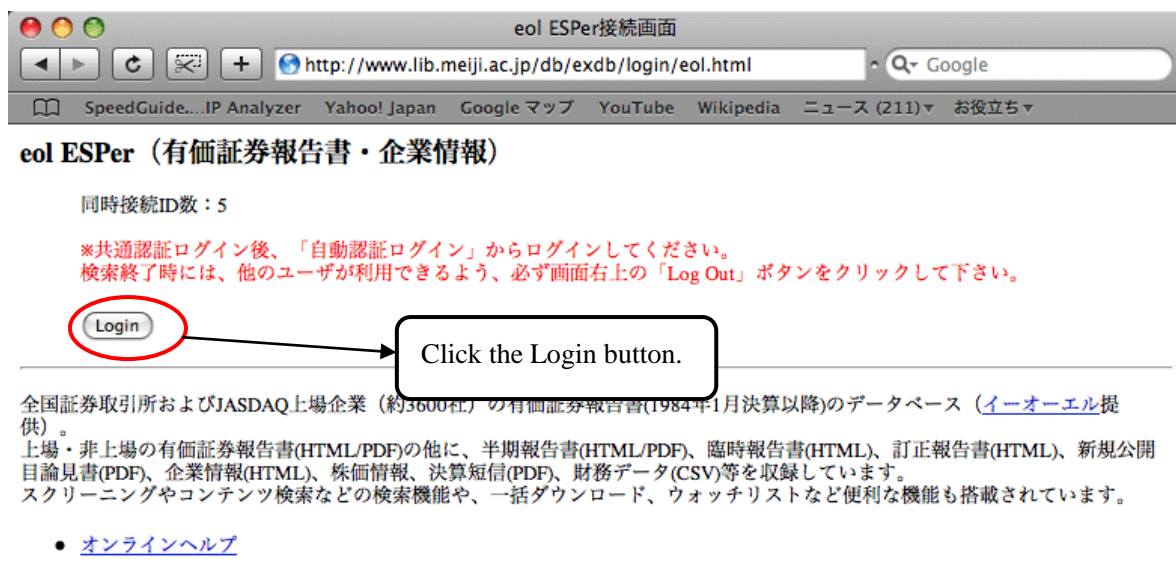 eol ESPer接続画面
http://www.lib.meiji.ac.jp/db/exdb/login/eol.html
Google
SpeedGuide....IP Analyzer Yahoo! Japan Google マップ YouTube Wikipedia ニュース (211) お役立ち
eol ESPer（有価証券報告書・企業情報）
同時接続ID数：5
※共通認証ログイン後、「自動認証ログイン」からログインしてください。
検索終了時には、他のユーザが利用できるよう、必ず画面右上の「Log Out」ボタンをクリックして下さい。
Login
Click the Login button.
全国証券取引所およびJASDAQ上場企業（約3600社）の有価証券報告書(1984年1月決算以降)のデータベース（イーオーエル提
供）。
上場・非上場の有価証券報告書(HTML/PDF)の他に、半期報告書(HTML/PDF)、臨時報告書(HTML)、訂正報告書(HTML)、新規公開
目論見書(PDF)、企業情報(HTML)、株価情報、決算短信(PDF)、財務データ(CSV)等を収録しています。
スクリーニングやコンテンツ検索などの検索機能や、一括ダウンロード、ウォッチリストなど便利な機能も搭載されています。
● オンラインヘルプ